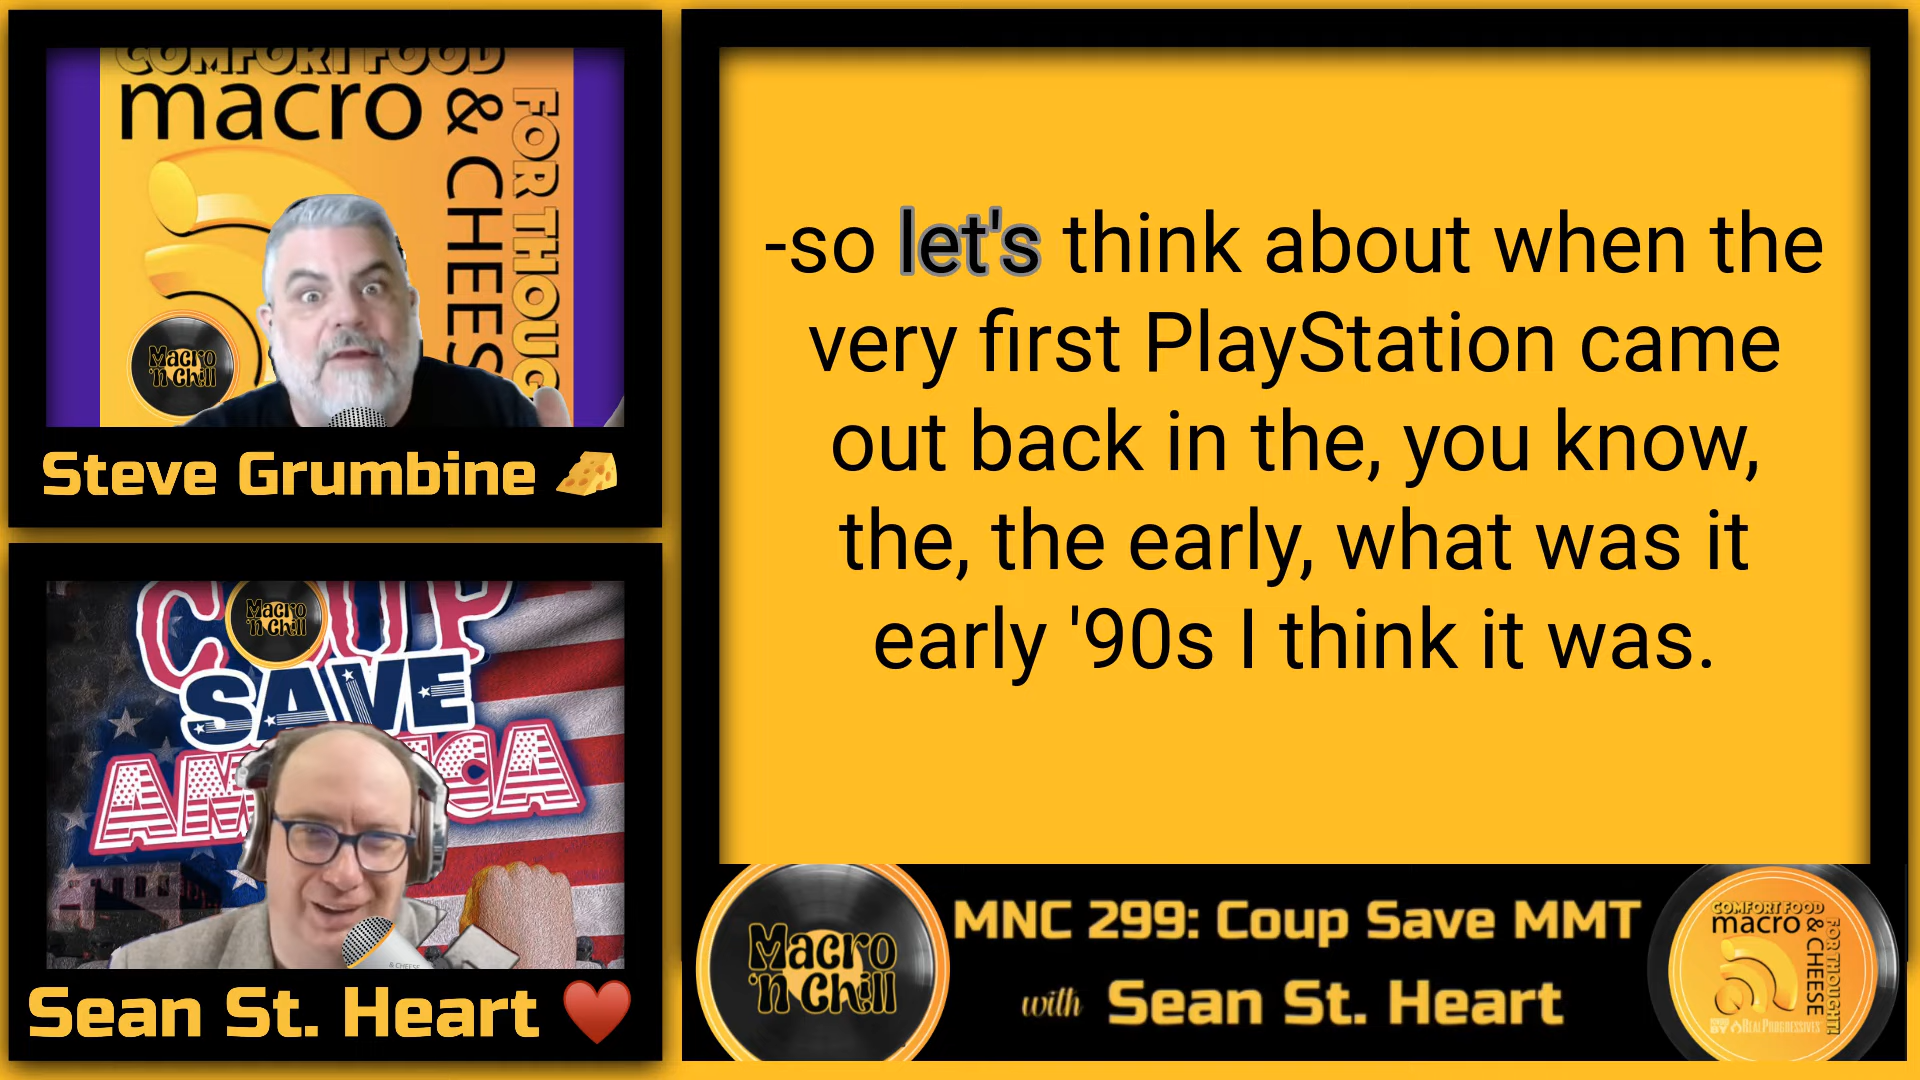 COMFORT FOOD
macro
& CHEES
FOR THOUG
Macro
'N Chill
Steve Grumbine
-so let's think about when the
very first PlayStation came
out back in the, you know,
the, the early, what was it
early '90s I think it was.
COUP
Macro
'N Chill
SAVE
AM CA
& CHEESE
Sean St. Heart
Macro
'N Chill
MNC 299: Coup Save MMT
with Sean St. Heart
COMFORT FOOD
macro
& CHEESE
FOR THOUGHT!
BY REALPROGRESSIVES